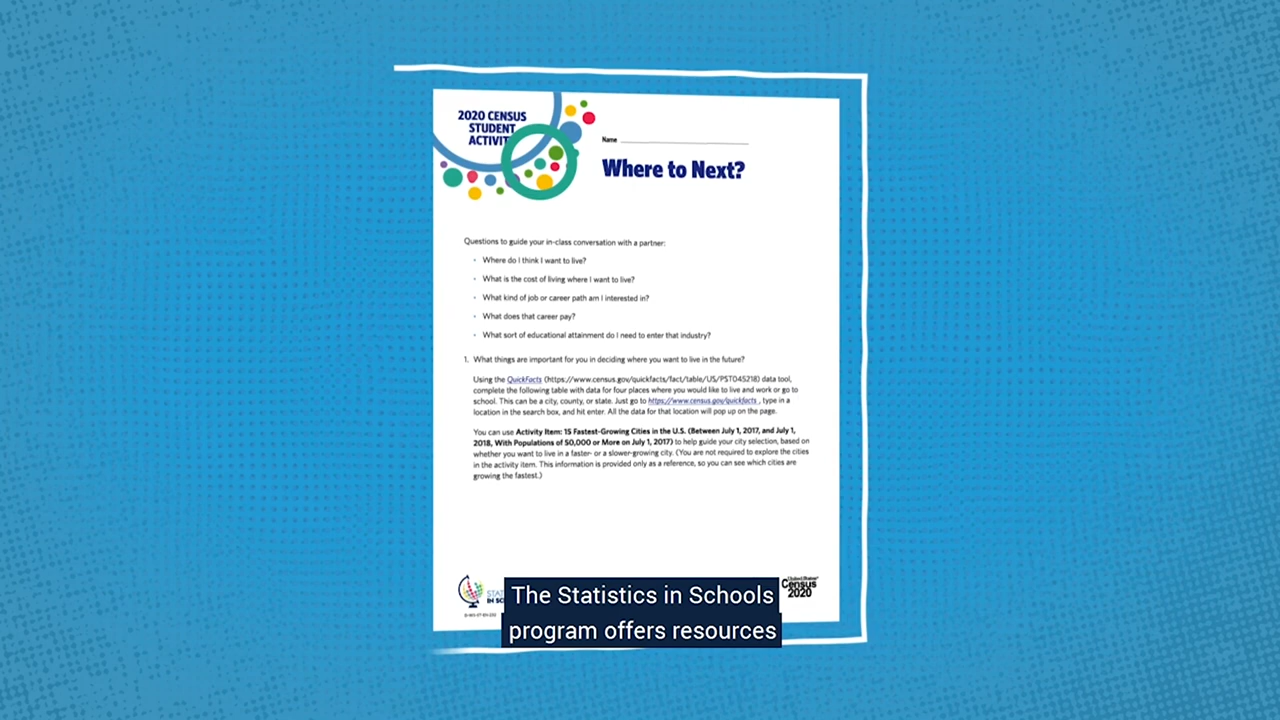 2020 CENSUS
STUDENT
ACTIVIT
Name
Where to Next?
Questions to guide your in-class conversation with a partner:
• Where do I think I want to live?
• What is the cost of living where I want to live?
• What kind of job or career path am I interested in?
• What does that career pay?
• What sort of educational attainment do I need to enter that industry?
1. What things are important for you in deciding where you want to live in the future?
Using the QuickFacts (https://www.census.gov/quickfacts/fact/table/US/PST045218) data tool,
complete the following table with data for four places where you would like to live and work or go to
school. This can be a city, county, or state. Just go to https://www.census.gov/quickfacts , type in a
location in the search box, and hit enter. All the data for that location will pop up on the page.
You can use Activity Item: 15 Fastest-Growing Cities in the U.S. (Between July 1, 2017, and July 1,
2018, With Populations of 50,000 or More on July 1, 2017) to help guide your city selection, based on
whether you want to live in a faster- or a slower-growing city. (You are not required to explore the cities
in the activity item. This information is provided only as a reference, so you can see which cities are
growing the fastest.)
STAT
IN SC
United States®
Census
2020
The Statistics in Schools
program offers resources